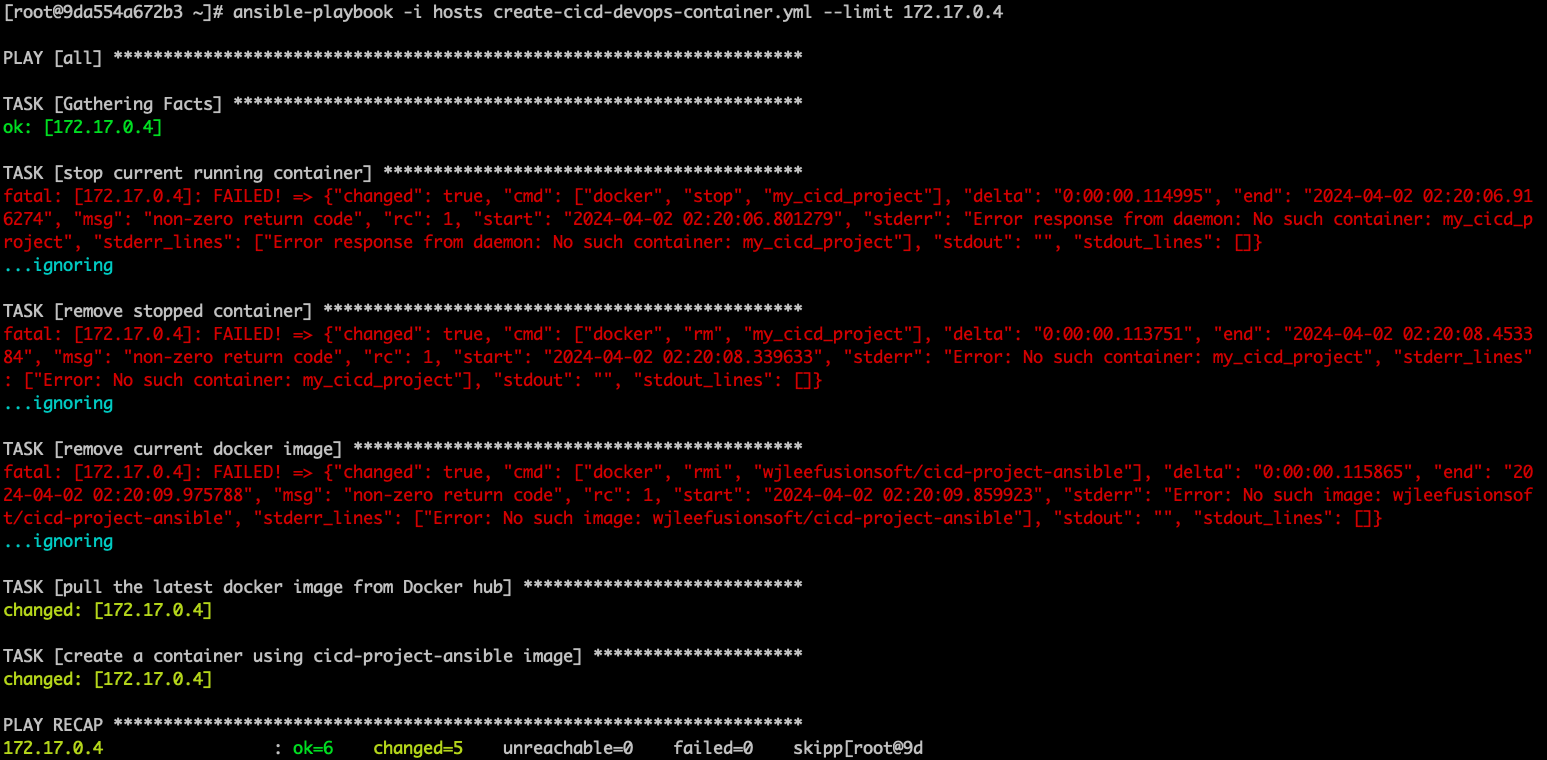 [root@9da554a672b3 ~]# ansible-playbook -i hosts create-cicd-devops-container.yml --limit 172.17.0.4
PLAY [all] *********************************************************************
TASK [Gathering Facts] *********************************************************
ok: [172.17.0.4]
TASK [stop current running container] ******************************************
fatal: [172.17.0.4]: FAILED! => {"changed": true, "cmd": ["docker", "stop", "my_cicd_project"], "delta": "0:00:00.114995", "end": "2024-04-02 02:20:06.91
6274", "msg": "non-zero return code", "rc": 1, "start": "2024-04-02 02:20:06.801279", "stderr": "Error response from daemon: No such container: my_cicd_p
roject", "stderr_lines": ["Error response from daemon: No such container: my_cicd_project"], "stdout": "", "stdout_lines": []}
...ignoring
TASK [remove stopped container] ************************************************
fatal: [172.17.0.4]: FAILED! => {"changed": true, "cmd": ["docker", "rm", "my_cicd_project"], "delta": "0:00:00.113751", "end": "2024-04-02 02:20:08.4533
84", "msg": "non-zero return code", "rc": 1, "start": "2024-04-02 02:20:08.339633", "stderr": "Error: No such container: my_cicd_project", "stderr_lines"
: ["Error: No such container: my_cicd_project"], "stdout": "", "stdout_lines": []}
...ignoring
TASK [remove current docker image] *********************************************
fatal: [172.17.0.4]: FAILED! => {"changed": true, "cmd": ["docker", "rmi", "wjleefusionsoft/cicd-project-ansible"], "delta": "0:00:00.115865", "end": "20
24-04-02 02:20:09.975788", "msg": "non-zero return code", "rc": 1, "start": "2024-04-02 02:20:09.859923", "stderr": "Error: No such image: wjleefusionsof
t/cicd-project-ansible", "stderr_lines": ["Error: No such image: wjleefusionsoft/cicd-project-ansible"], "stdout": "", "stdout_lines": []}
...ignoring
TASK [pull the latest docker image from Docker hub] ****************************
changed: [172.17.0.4]
TASK [create a container using cicd-project-ansible image] *********************
changed: [172.17.0.4]
PLAY RECAP *********************************************************************
172.17.0.4                 : ok=6    changed=5    unreachable=0    failed=0    skipp[root@9d